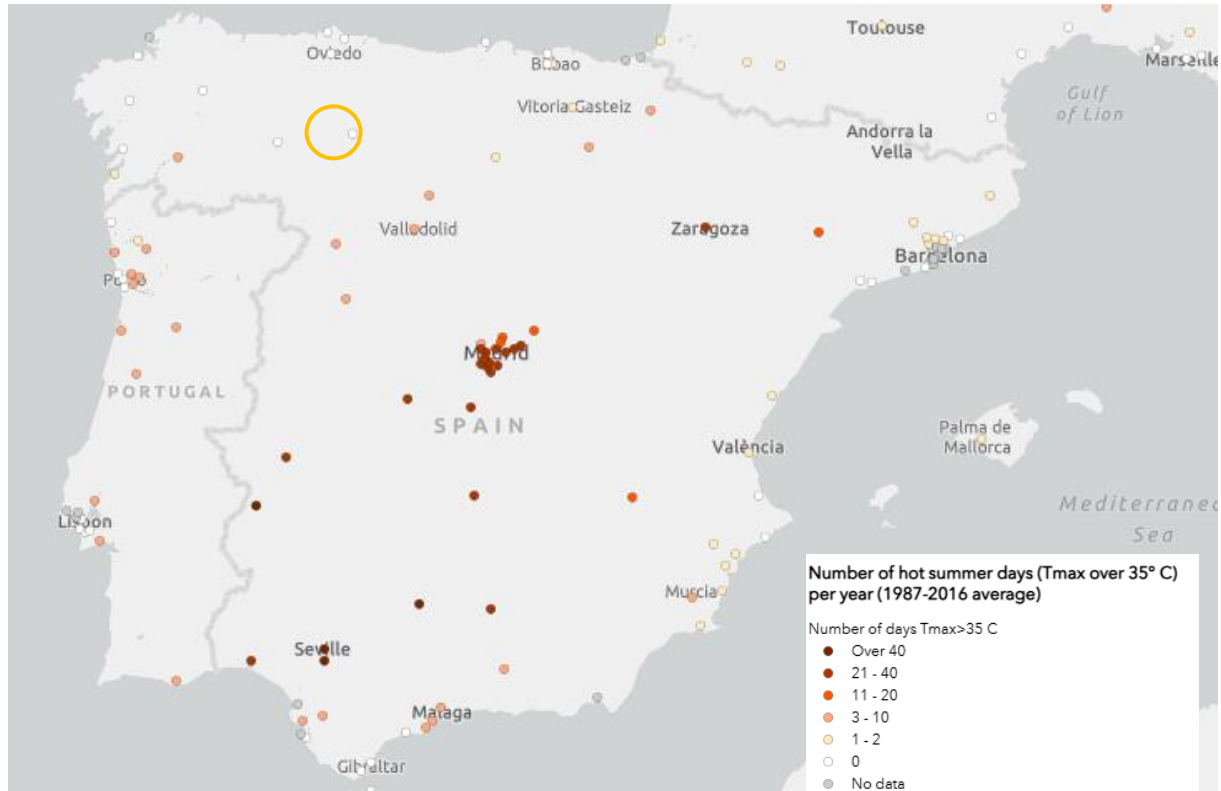 Toulouse
Oviedo
Bilbao
Marseille
Gulf
of Lion
Vitoria Gasteiz
Andorra la
Vella
Valladolid
Zaragoza
Barcelona
Porto
Madrid
PORTUGAL
SPAIN
Palma de
Mallorca
València
Mediterranec
Sea
Lisbon
Murcia
Seville
Malaga
Gibraltar
Number of hot summer days (Tmax over 35º C)
per year (1987-2016 average)
Number of days Tmax>35 C
Over 40
21 - 40
11 - 20
3 - 10
1 - 2
0
No data